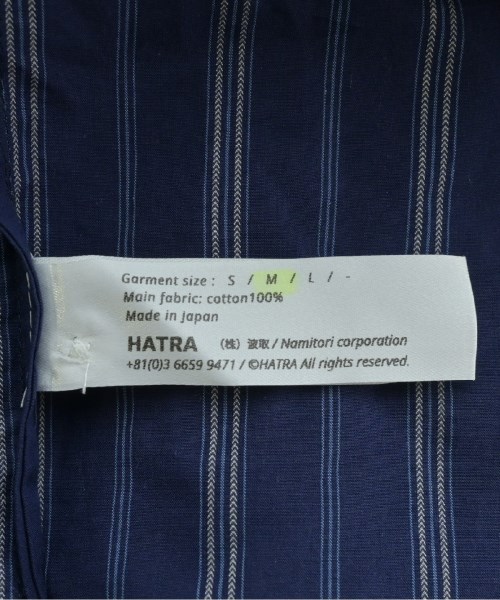 Garment size : S / M / L / -
Main fabric: cotton100%
Made in Japan
HATRA (株) 波取 / Namitori corporation
+81(0)3 6659 9471 / ©HATRA All rights reserved.